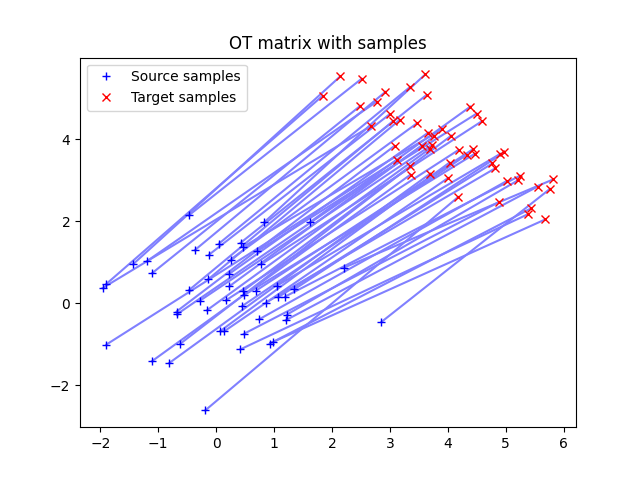 OT matrix with samples
Source samples
Target samples
4
2
0
−2
−2 −1 0 1 2 3 4 5 6